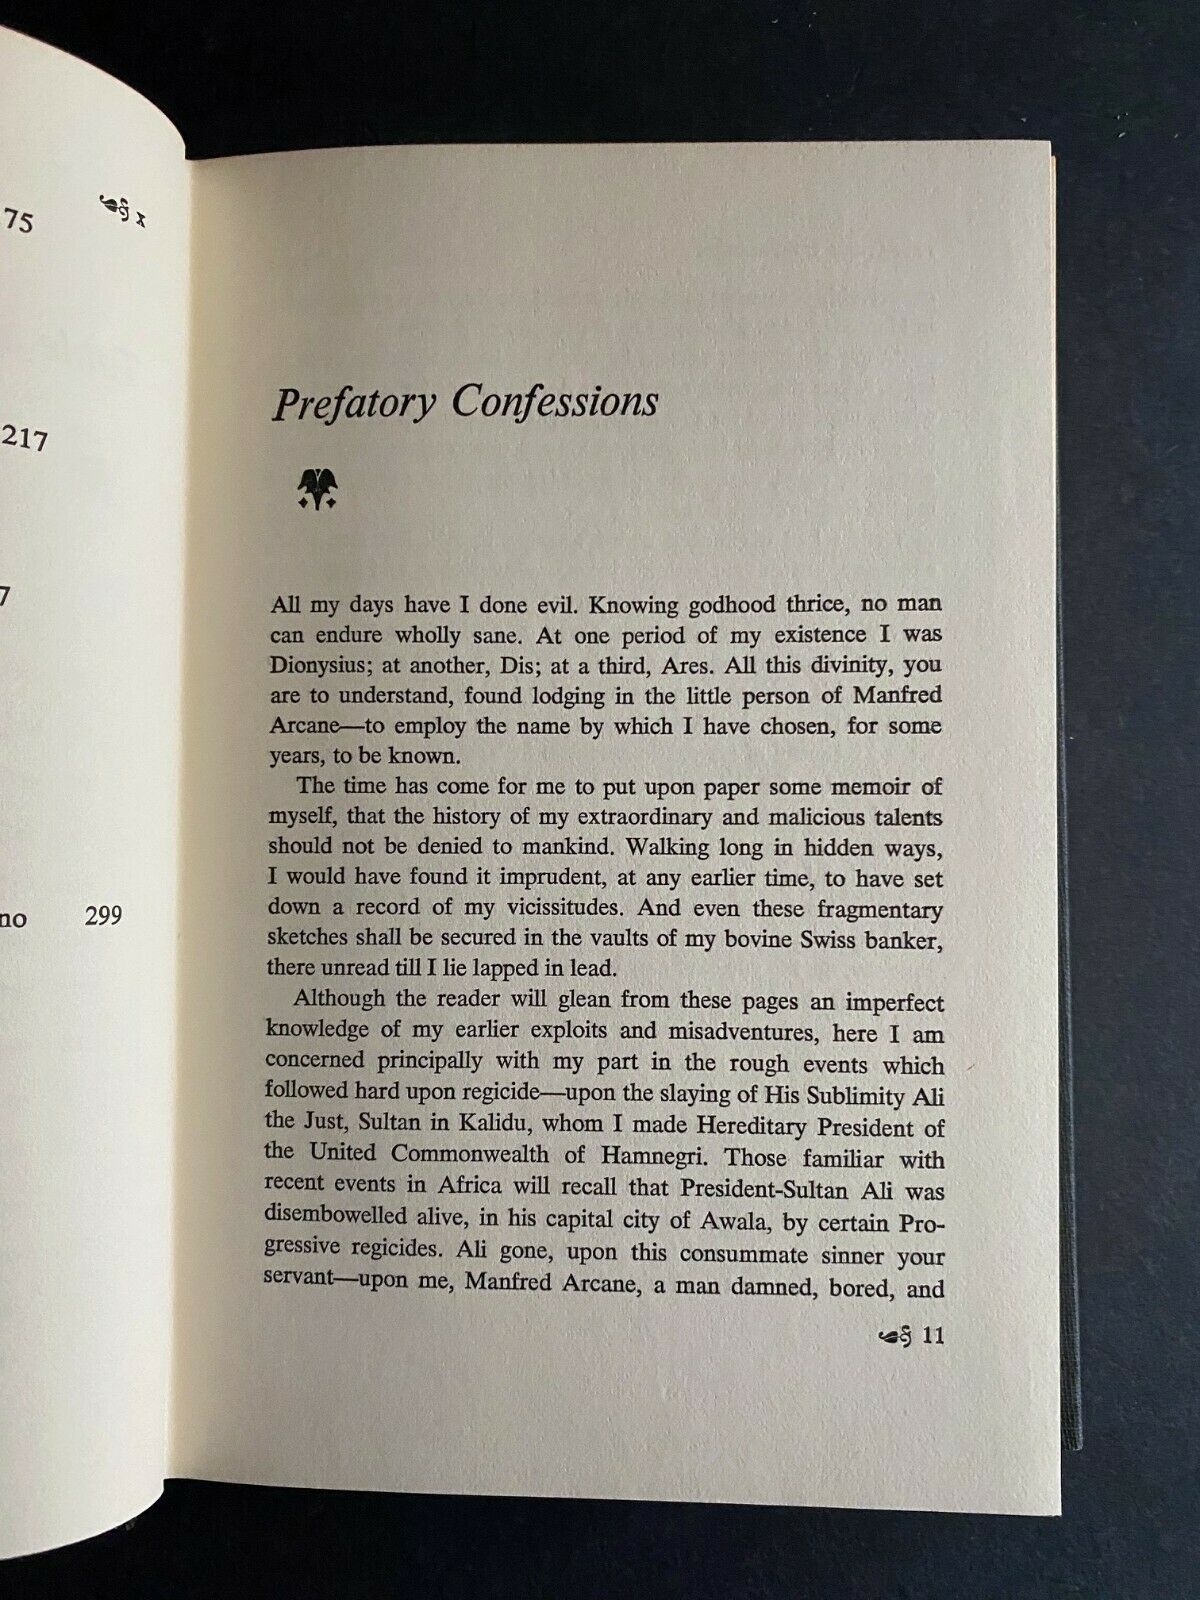 75
x
217
7
no 299
Prefatory Confessions
All my days have I done evil. Knowing godhood thrice, no man
can endure wholly sane. At one period of my existence I was
Dionysius; at another, Dis; at a third, Ares. All this divinity, you
are to understand, found lodging in the little person of Manfred
Arcane—to employ the name by which I have chosen, for some
years, to be known.
The time has come for me to put upon paper some memoir of
myself, that the history of my extraordinary and malicious talents
should not be denied to mankind. Walking long in hidden ways,
I would have found it imprudent, at any earlier time, to have set
down a record of my vicissitudes. And even these fragmentary
sketches shall be secured in the vaults of my bovine Swiss banker,
there unread till I lie lapped in lead.
Although the reader will glean from these pages an imperfect
knowledge of my earlier exploits and misadventures, here I am
concerned principally with my part in the rough events which
followed hard upon regicide—upon the slaying of His Sublimity Ali
the Just, Sultan in Kalidu, whom I made Hereditary President of
the United Commonwealth of Hamnegri. Those familiar with
recent events in Africa will recall that President-Sultan Ali was
disembowelled alive, in his capital city of Awala, by certain Pro-
gressive regicides. Ali gone, upon this consummate sinner your
servant—upon me, Manfred Arcane, a man damned, bored, and
11